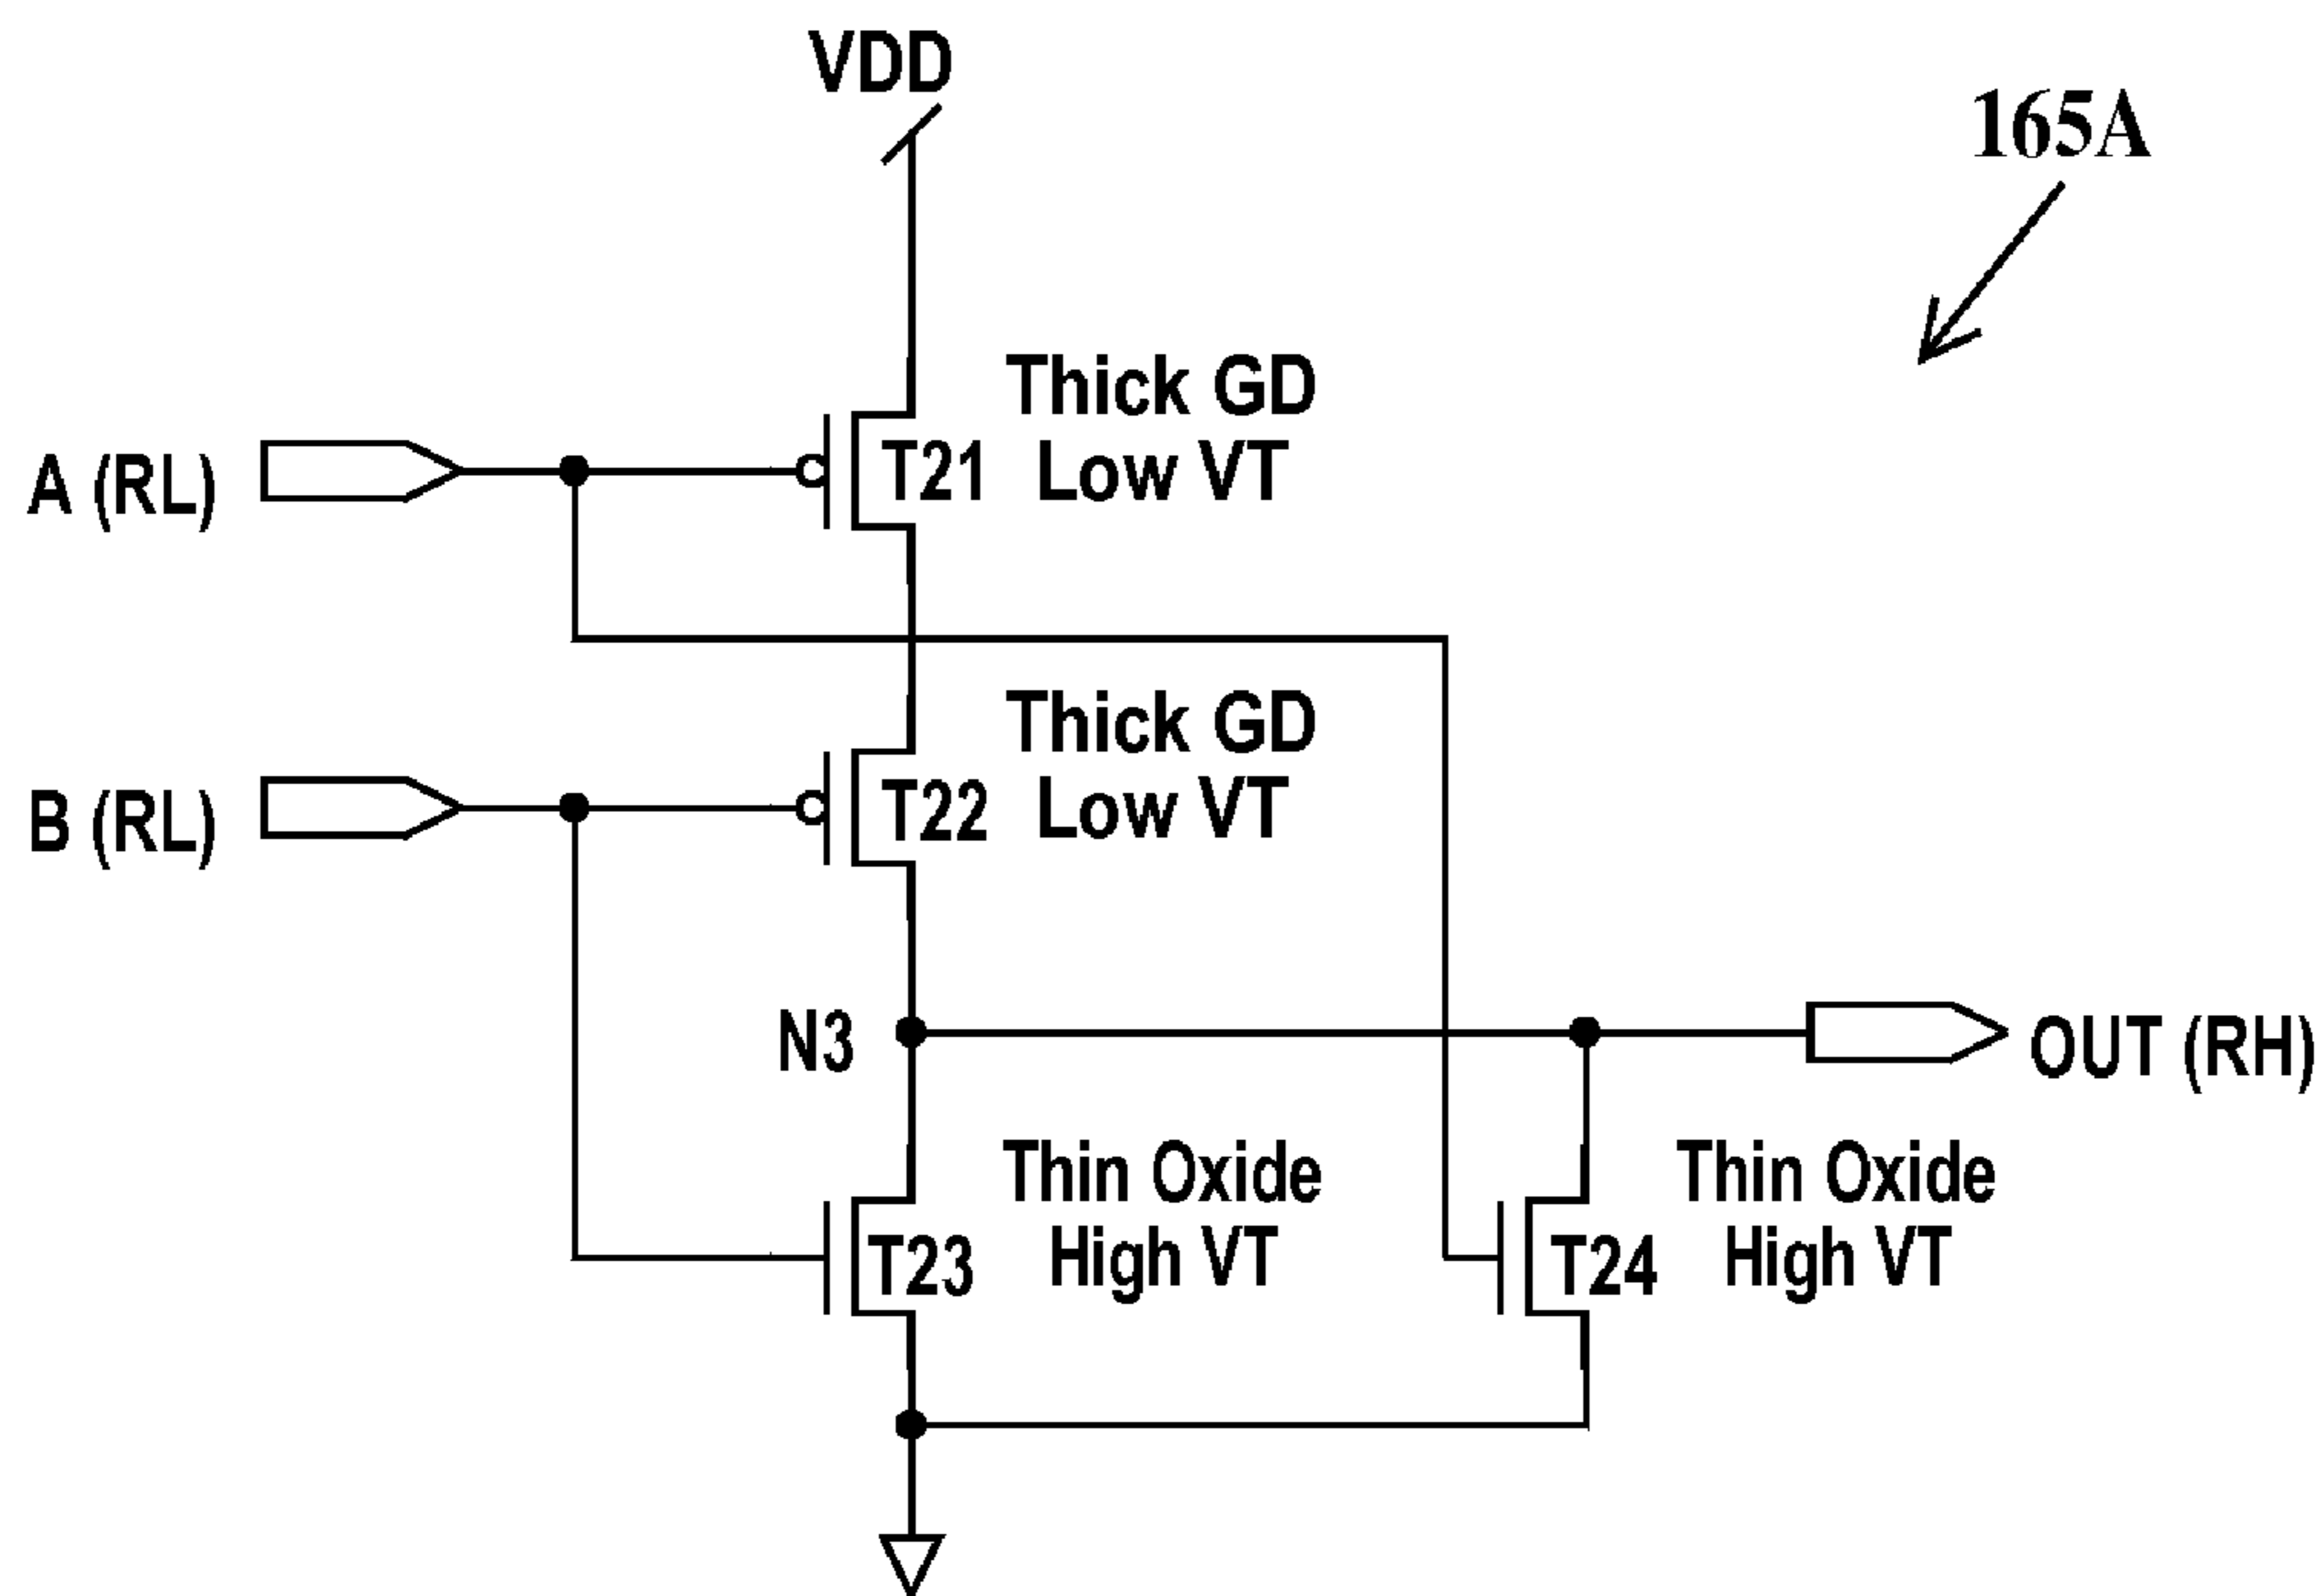 VDD
165A
Thick GD
T21 Low VT
A (RL)
Thick GD
T22 Low VT
B (RL)
N3
OUT (RH)
Thin Oxide
High VT
T23
Thin Oxide
High VT
T24